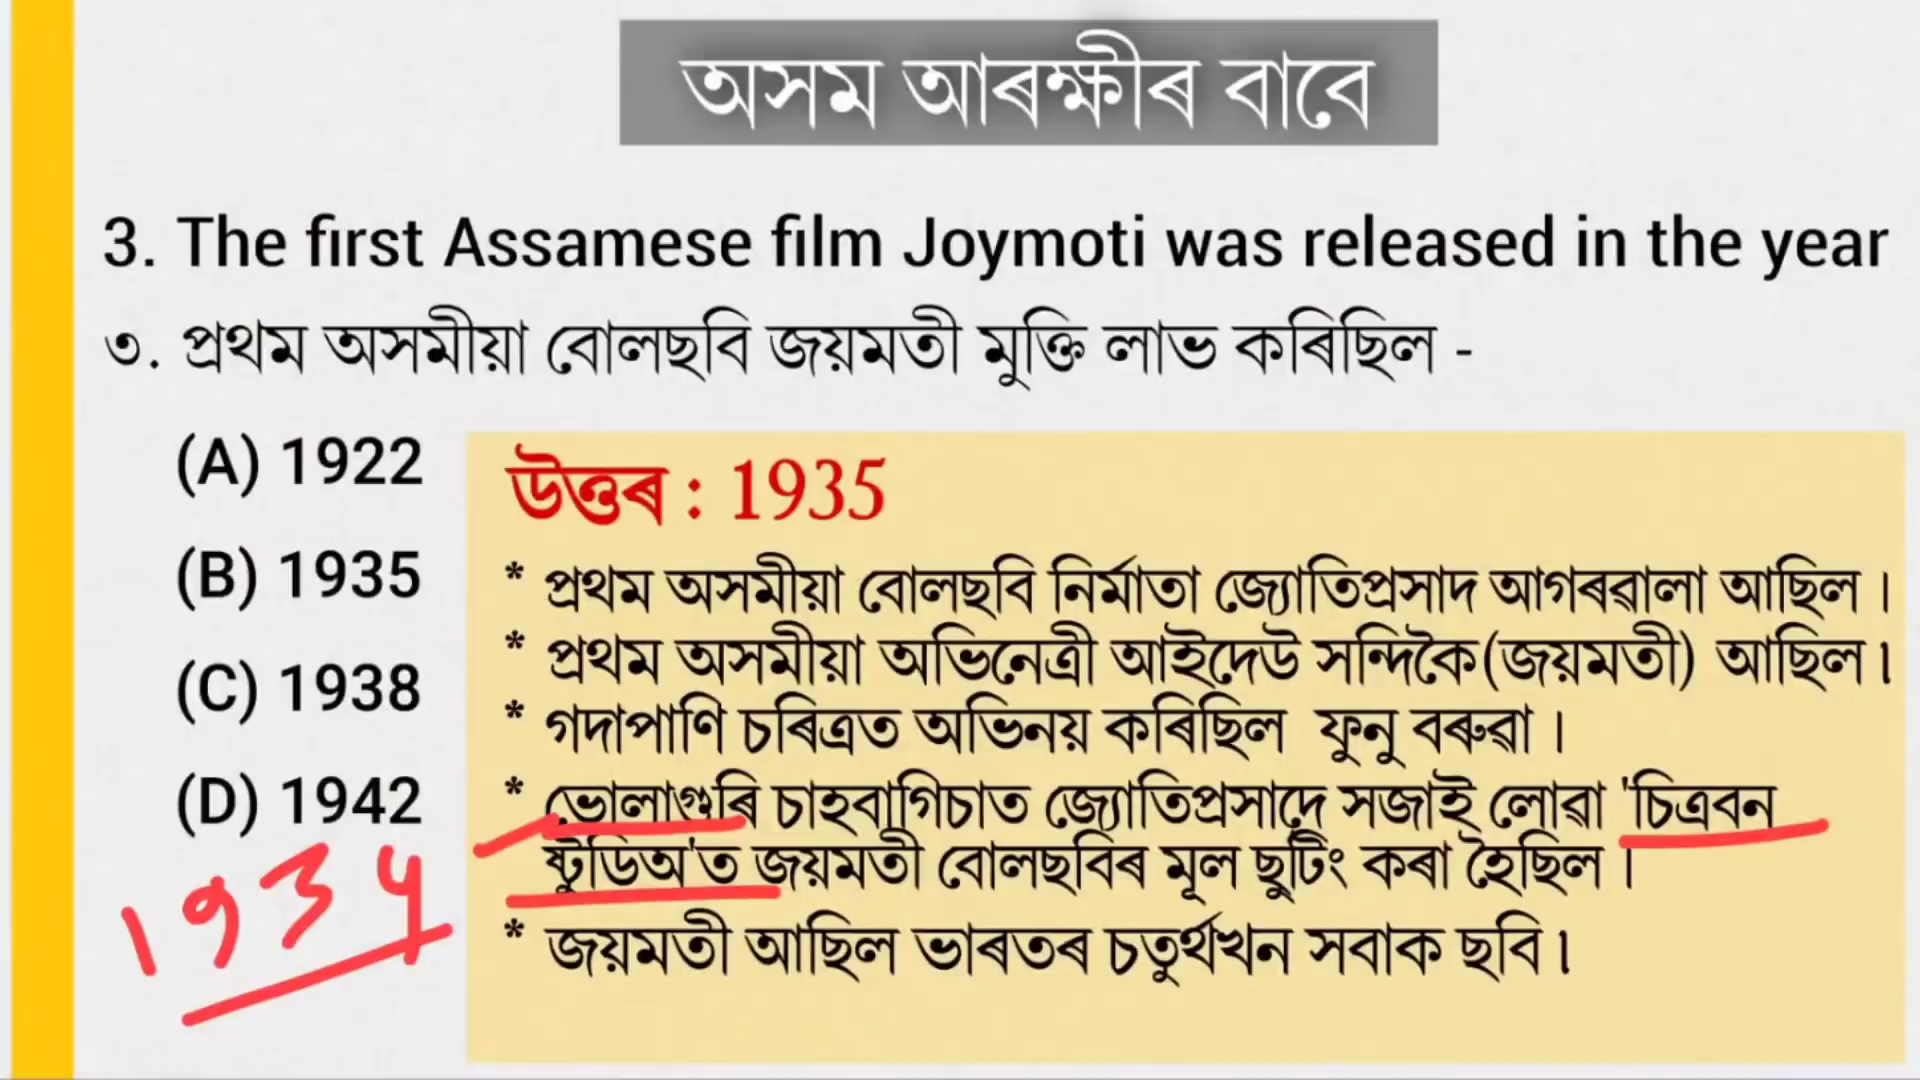 অসম আৰক্ষীৰ বাবে
3. The first Assamese film Joymoti was released in the year
৩. প্ৰথম অসমীয়া বোলছবি জয়মতী মুক্তি লাভ কৰিছিল -
(A) 1922
(B) 1935
(C) 1938
(D) 1942
1934
উত্তৰ : 1935
* প্ৰথম অসমীয়া বোলছবি নিৰ্মাতা জ্যোতিপ্ৰসাদ আগৰৱালা আছিল ।
* প্ৰথম অসমীয়া অভিনেত্ৰী আইদেউ সন্দিকৈ(জয়মতী) আছিল ৷
* গদাপাণি চৰিত্ৰত অভিনয় কৰিছিল ফুনু বৰুৱা ।
* ভোলাগুৰি চাহবাগিচাত জ্যোতিপ্ৰসাদে সজাই লোৱা 'চিত্ৰবন
ষ্টুডিঅ'ত জয়মতী বোলছবিৰ মূল ছুটিং কৰা হৈছিল ।
* জয়মতী আছিল ভাৰতৰ চতুৰ্থখন সবাক ছবি ৷